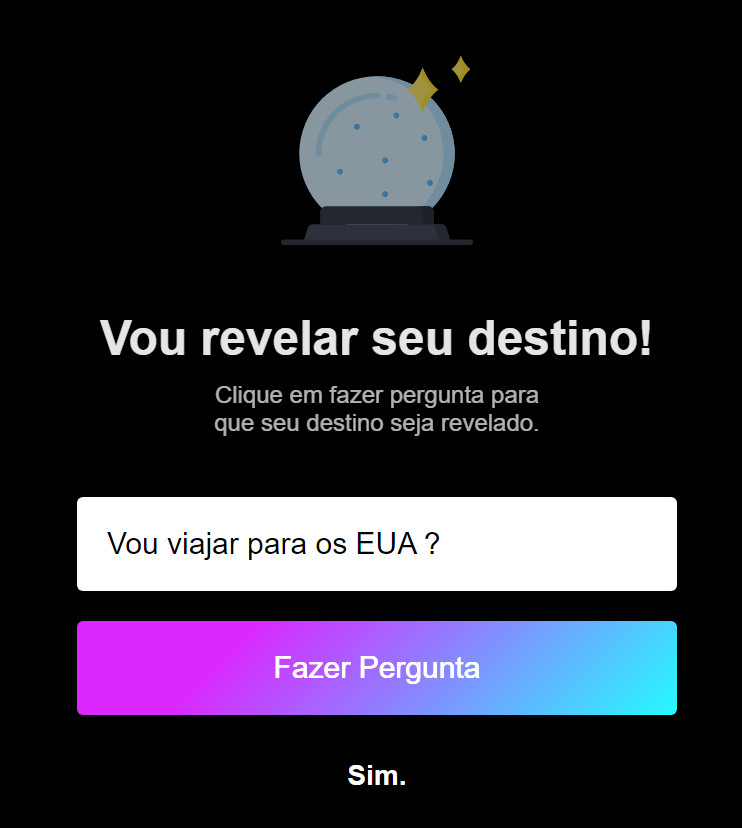 Vou revelar seu destino!
Clique em fazer pergunta para
que seu destino seja revelado.
Vou viajar para os EUA ?
Fazer Pergunta
Sim.